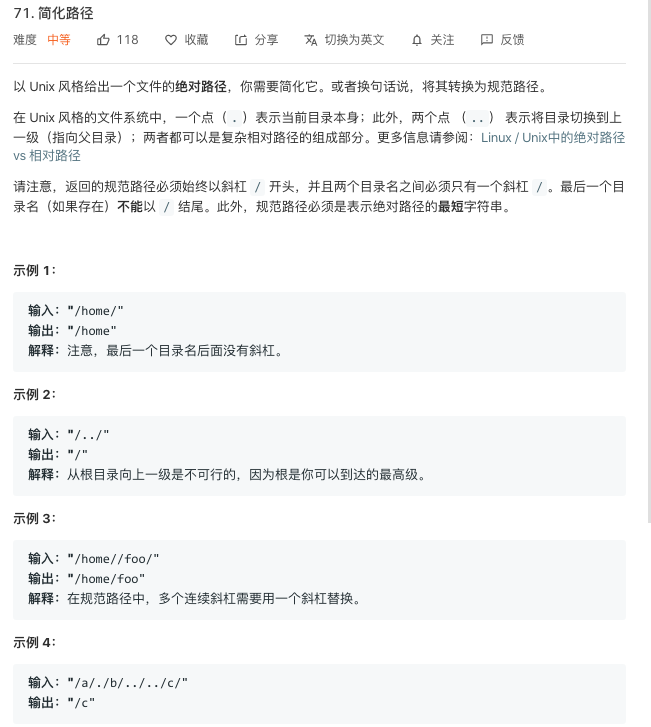 71. 简化路径
难度 中等 118 收藏 分享 切换为英文 关注 反馈
以 Unix 风格给出一个文件的绝对路径，你需要简化它。或者换句话说，将其转换为规范路径。
在 Unix 风格的文件系统中，一个点（.）表示当前目录本身；此外，两个点 （..） 表示将目录切换到上
一级（指向父目录）；两者都可以是复杂相对路径的组成部分。更多信息请参阅：Linux / Unix中的绝对路径
vs 相对路径
请注意，返回的规范路径必须始终以斜杠 / 开头，并且两个目录名之间必须只有一个斜杠 /。最后一个目
录名（如果存在）不能以 / 结尾。此外，规范路径必须是表示绝对路径的最短字符串。
示例 1：
输入："/home/"
输出："/home"
解释：注意，最后一个目录名后面没有斜杠。
示例 2：
输入："/../"
输出："/"
解释：从根目录向上一级是不可行的，因为根是你可以到达的最高级。
示例 3：
输入："/home//foo/"
输出："/home/foo"
解释：在规范路径中，多个连续斜杠需要用一个斜杠替换。
示例 4：
输入："/a/./b/../../c/"
输出："/c"